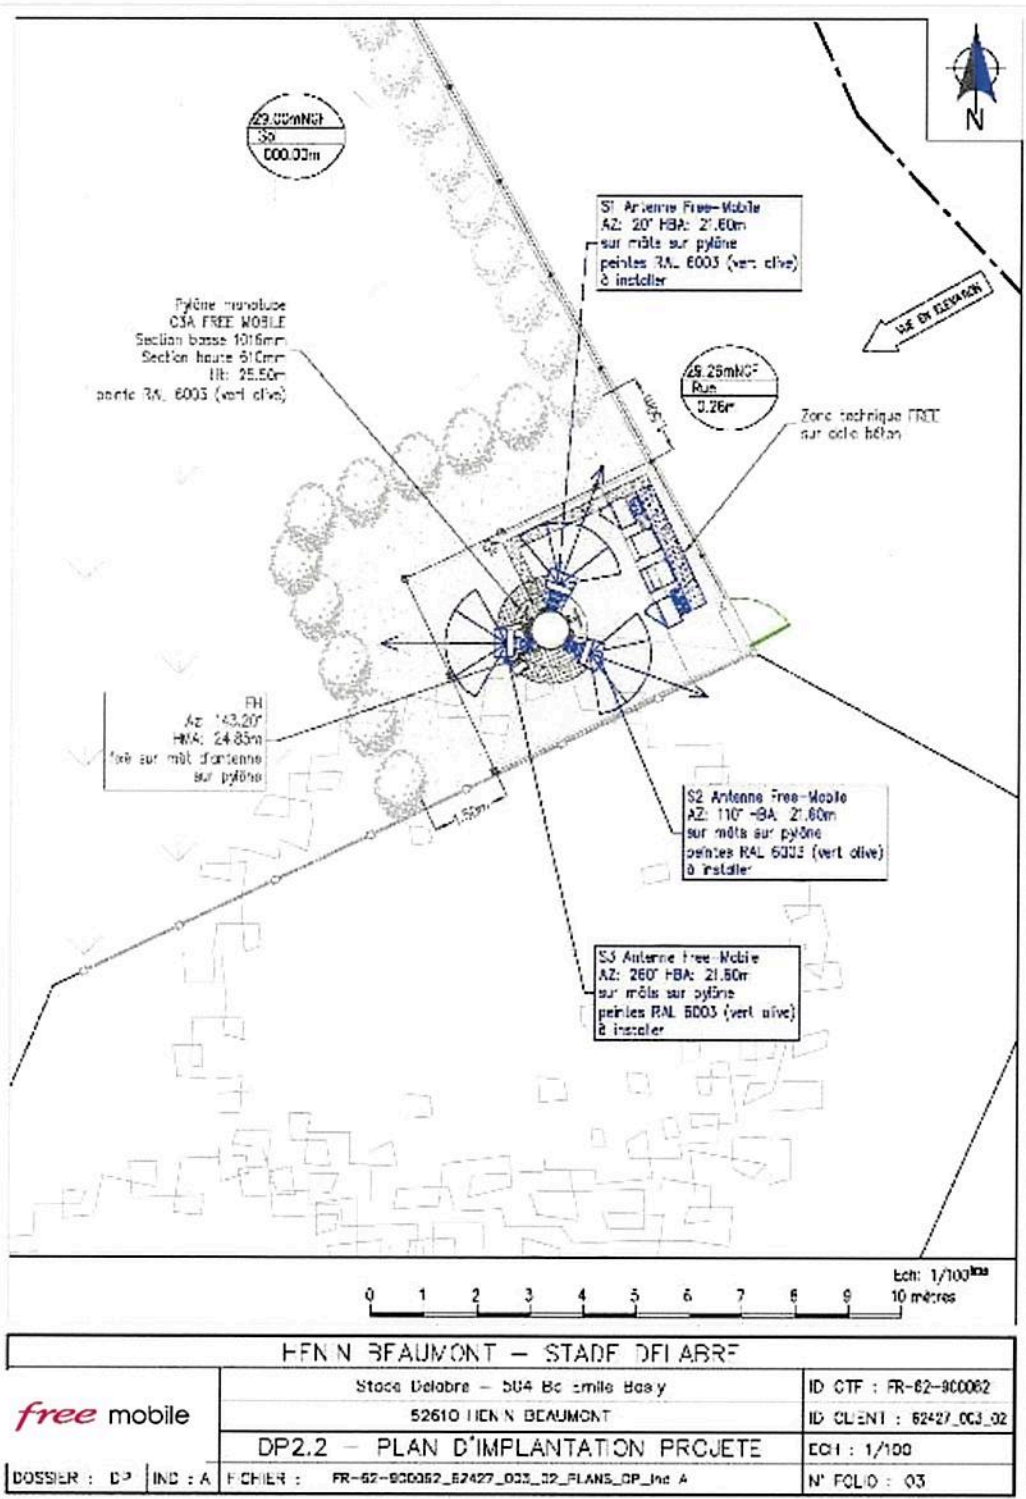 N
29.00mNGF
Sol
000.00m
S1 Antenne Free-Mobile
AZ: 20° HBA: 21.60m
sur mâts sur pylône
peintes RAL 6003 (vert olive)
à installer
VUE EN ELEVATION
Pylône monotube
C3A FREE MOBILE
Section basse 1016mm
Section haute 610mm
Ht: 25.50m
peinte RAL 6003 (vert olive)
29.26mNGF
Rue
0.26m
1.50m
Zone technique FREE
sur dalle béton
FH
Az: 143.20°
HMA: 24.85m
fixé sur mât d'antenne
sur pylône
1.50m
S2 Antenne Free-Mobile
AZ: 110° HBA: 21.60m
sur mâts sur pylône
peintes RAL 6003 (vert olive)
à installer
S3 Antenne Free-Mobile
AZ: 260° HBA: 21.60m
sur mâts sur pylône
peintes RAL 6003 (vert olive)
à installer
Ech: 1/100ème
0 1 2 3 4 5 6 7 8 9 10 mètres
HENIN BEAUMONT – STADE DELABRE
free mobile
Stade Delabre – 504 Bd Emile Basly
ID CTF : FR-62-900062
62610 HENIN BEAUMONT
ID CLIENT : 62427_003_02
DP2.2 – PLAN D'IMPLANTATION PROJETE
ECH : 1/100
DOSSIER : DP IND : A FICHIER : FR-62-900062_62427_003_02_PLANS_DP_Ind A
N° FOLIO : 03